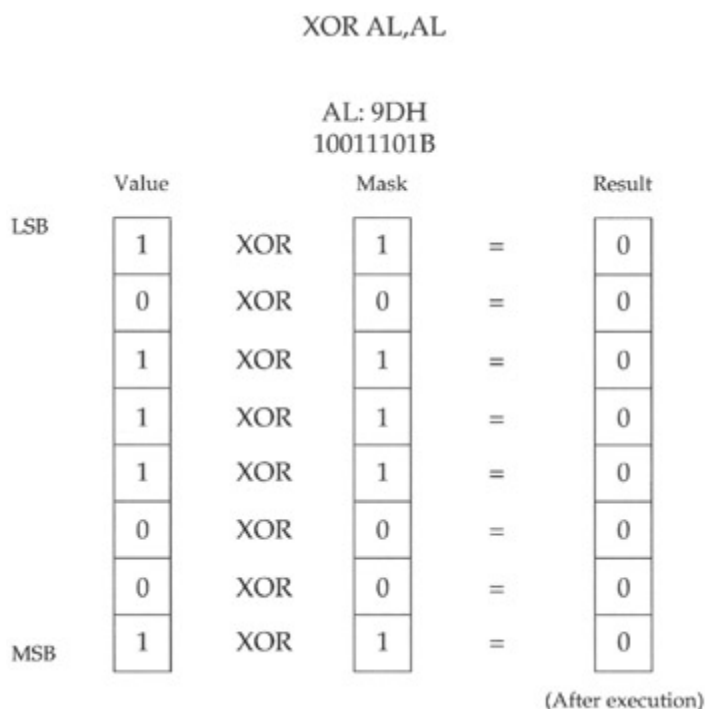 XOR AL,AL
AL: 9DH
10011101B
Value Mask Result
LSB 1 XOR 1 = 0
0 XOR 0 = 0
1 XOR 1 = 0
1 XOR 1 = 0
1 XOR 1 = 0
0 XOR 0 = 0
0 XOR 0 = 0
MSB 1 XOR 1 = 0
(After execution)